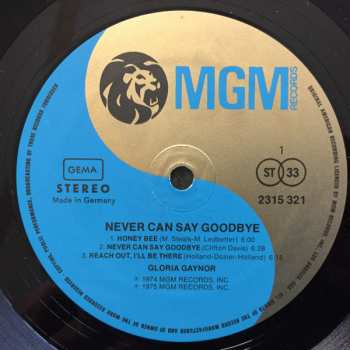 MGM
RECORDS
GEMA
STEREO
Made in Germany
1
ST 33
2315 321
NEVER CAN SAY GOODBYE
1. HONEY BEE (M. Steals-M. Ledbetter) 6:00
2. NEVER CAN SAY GOODBYE (Clifton Davis) 6:28
3. REACH OUT, I'LL BE THERE (Holland-Dozier-Holland) 6:15
GLORIA GAYNOR
℗ 1974 MGM RECORDS, INC.
℗ 1975 MGM RECORDS, INC.